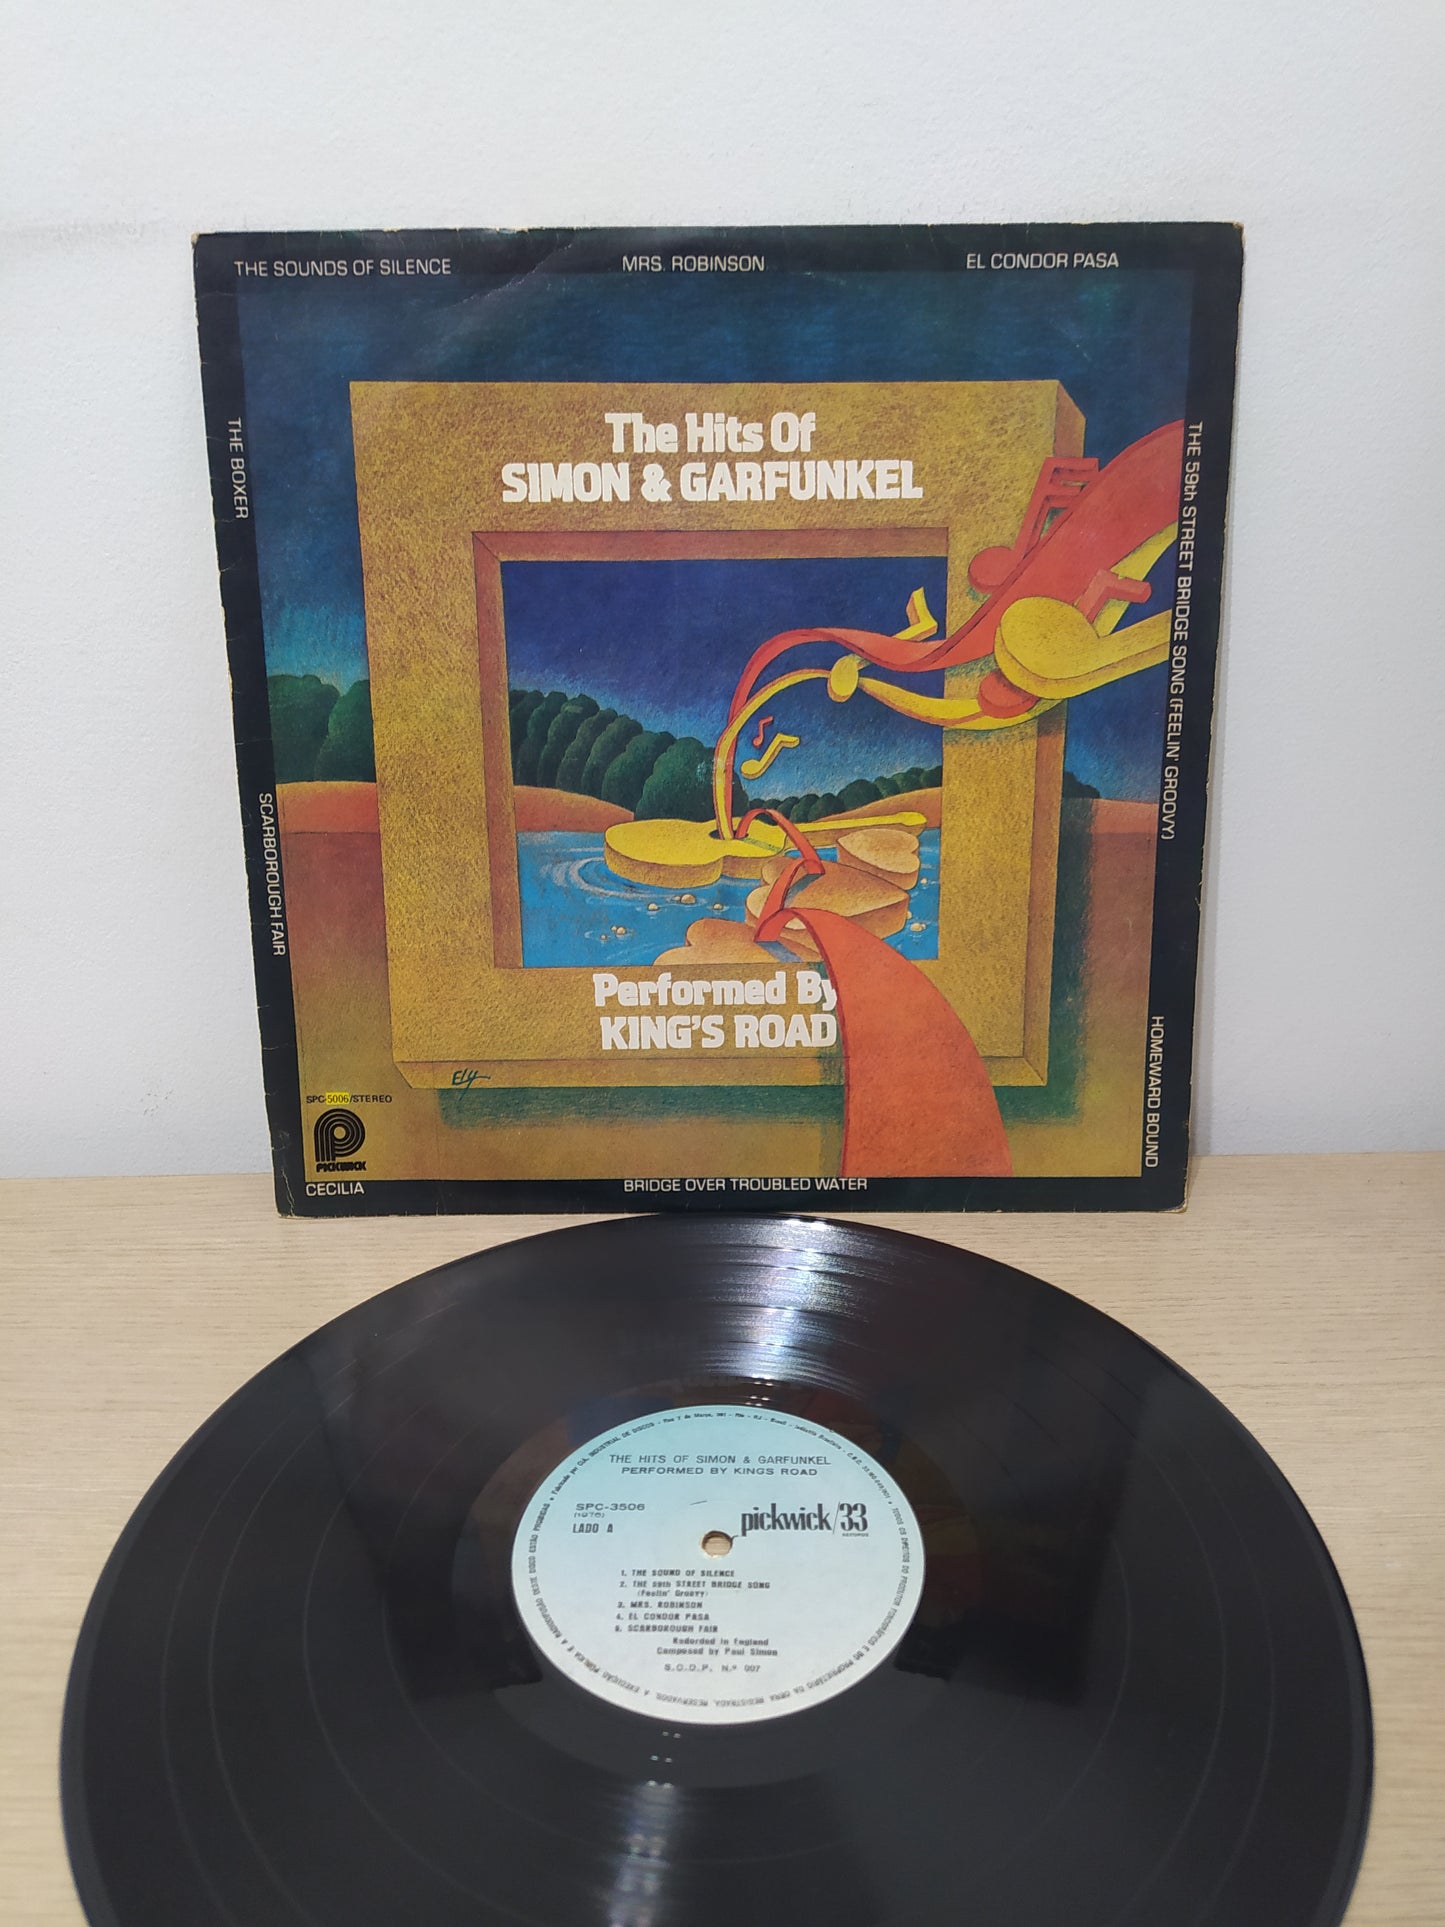 THE SOUNDS OF SILENCE
MRS. ROBINSON
EL CONDOR PASA
THE BOXER
SCARBOROUGH FAIR
THE 59th STREET BRIDGE SONG (FEELIN' GROOVY)
HOMEWARD BOUND
The Hits Of
SIMON & GARFUNKEL
Performed By
KING'S ROAD
ELY
SPC-5006/STEREO
PICKWICK
CECILIA
BRIDGE OVER TROUBLED WATER
THE HITS OF SIMON & GARFUNKEL
PERFORMED BY KINGS ROAD
SPC-3506
(1976)
LADO A
pickwick/33
RECORDS
1. THE SOUND OF SILENCE
2. THE 59th STREET BRIDGE SONG
(Feelin' Groovy)
3. MRS. ROBINSON
4. EL CONDOR PASA
5. SCARBOROUGH FAIR
Recorded in England
Composed by Paul Simon
S.C.D.P. N.º 007